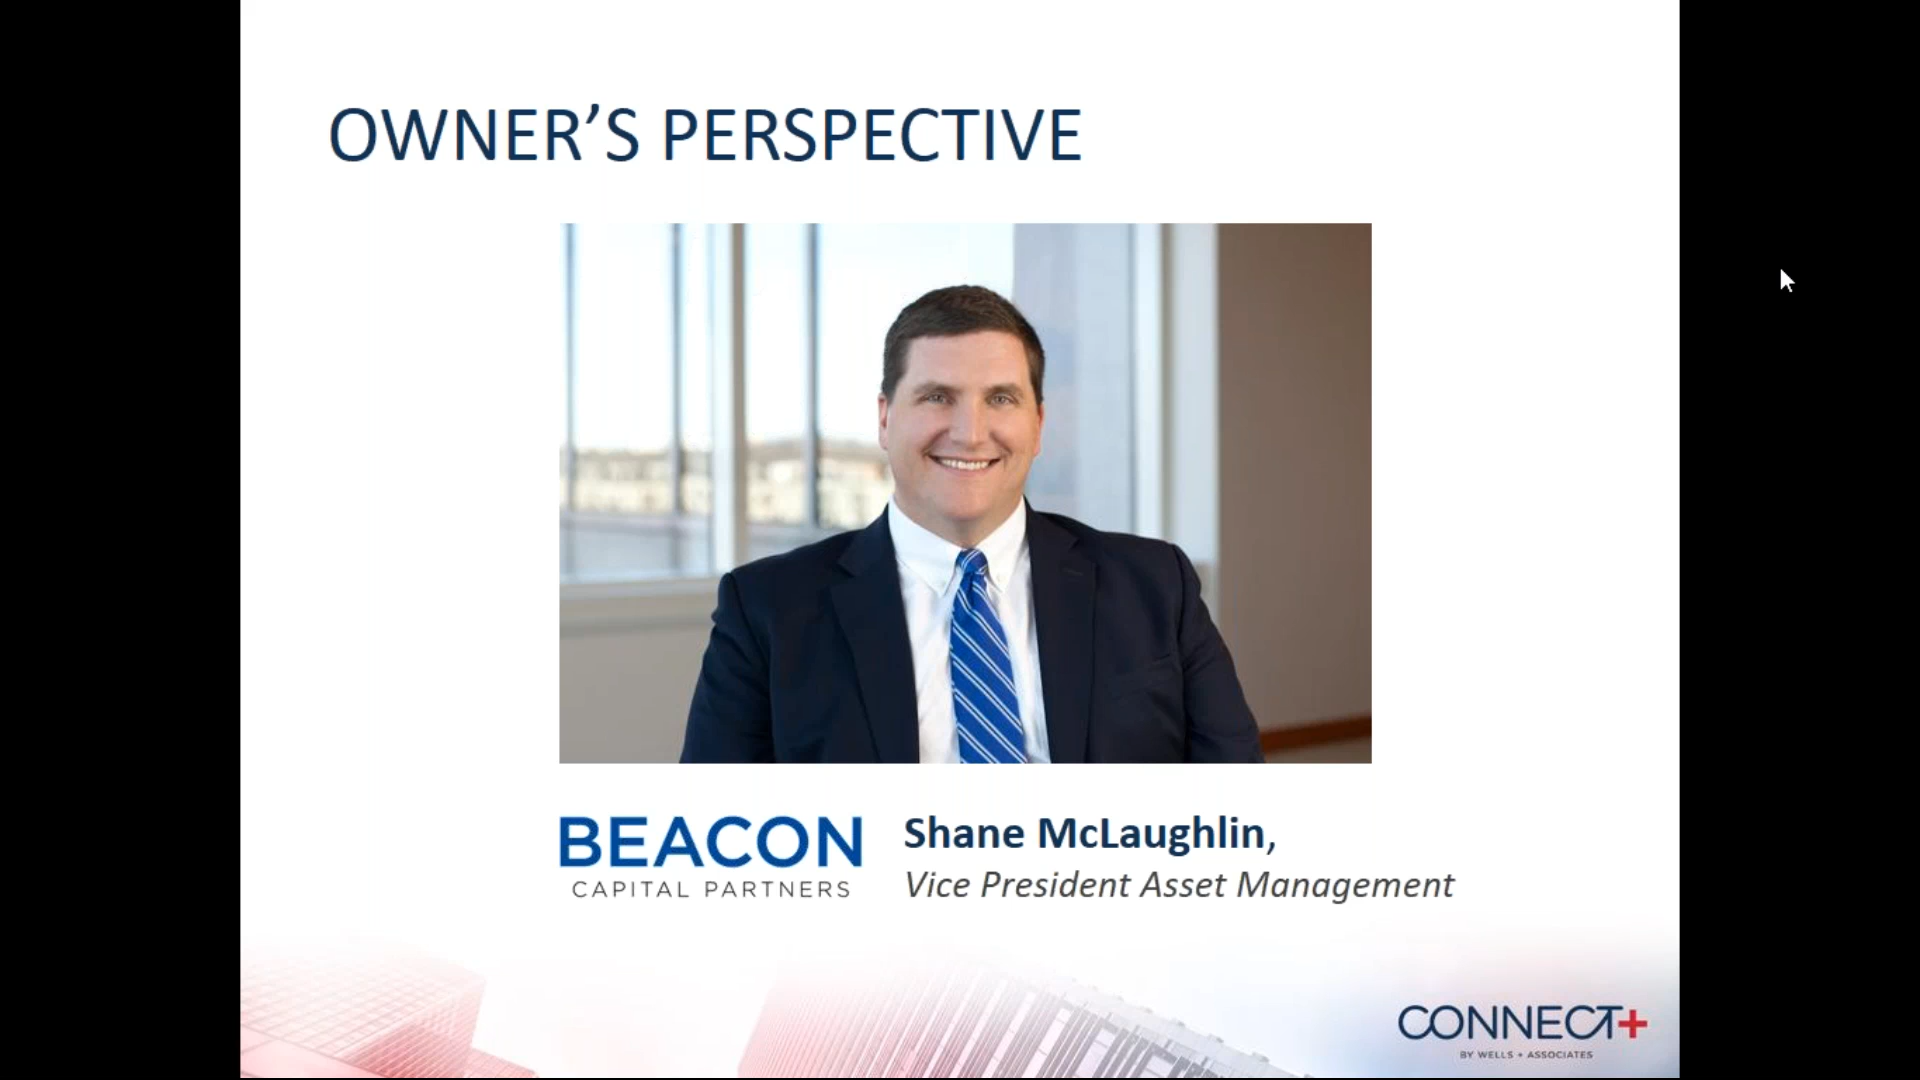 OWNER’S PERSPECTIVE
BEACON
CAPITAL PARTNERS
Shane McLaughlin,
Vice President Asset Management
CONNECT+
BY WELLS + ASSOCIATES